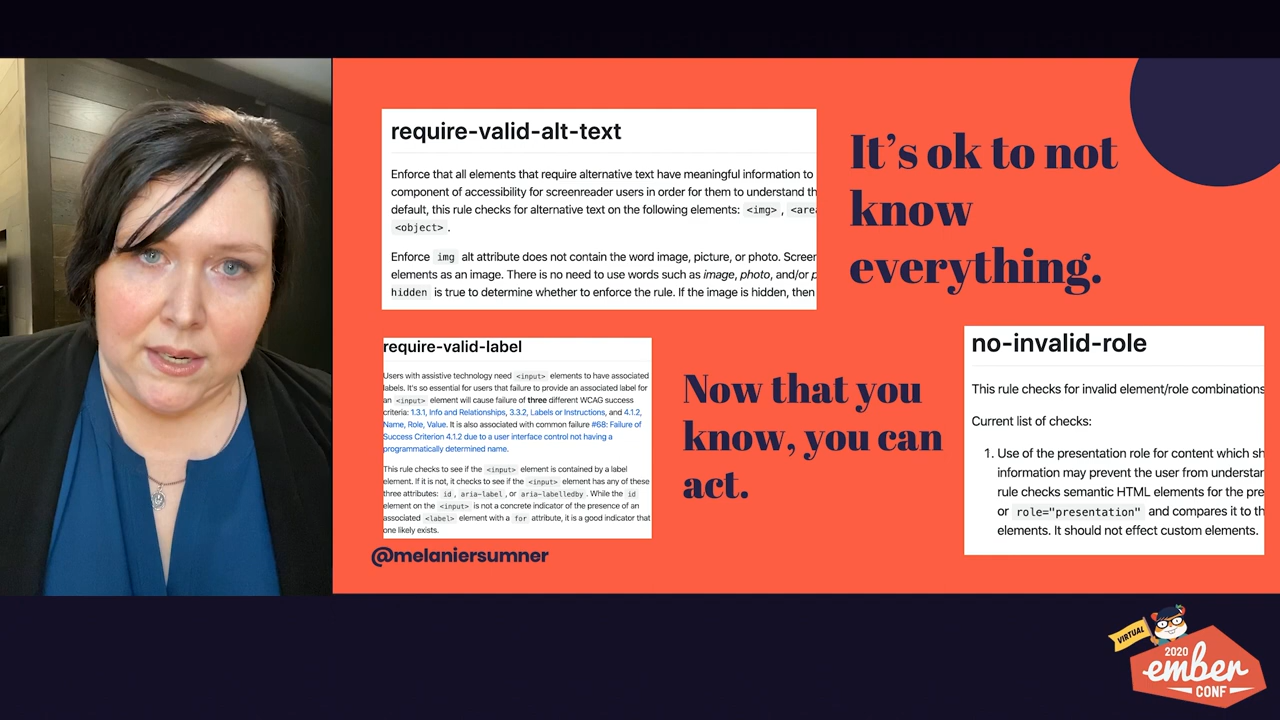 require-valid-alt-text
Enforce that all elements that require alternative text have meaningful information to
component of accessibility for screenreader users in order for them to understand th
default, this rule checks for alternative text on the following elements: <img> , <area
<object> .
Enforce img alt attribute does not contain the word image, picture, or photo. Screen
elements as an image. There is no need to use words such as image, photo, and/or p
hidden is true to determine whether to enforce the rule. If the image is hidden, then
It's ok to not
know
everything.
require-valid-label
Users with assistive technology need <input> elements to have associated
labels. It's so essential for users that failure to provide an associated label for
an <input> element will cause failure of three different WCAG success
criteria: 1.3.1, Info and Relationships, 3.3.2, Labels or Instructions, and 4.1.2,
Name, Role, Value. It is also associated with common failure #68: Failure of
Success Criterion 4.1.2 due to a user interface control not having a
programmatically determined name.
This rule checks to see if the <input> element is contained by a label
element. If it is not, it checks to see if the <input> element has any of these
three attributes: id , aria-label , or aria-labelledby . While the id
element on the <input> is not a concrete indicator of the presence of an
associated <label> element with a for attribute, it is a good indicator that
one likely exists.
Now that you
know, you can
act.
no-invalid-role
This rule checks for invalid element/role combinations
Current list of checks:
1. Use of the presentation role for content which sh
information may prevent the user from understan
rule checks semantic HTML elements for the pre
or role="presentation" and compares it to th
elements. It should not effect custom elements.
@melaniersumner
VIRTUAL
2020
ember
CONF